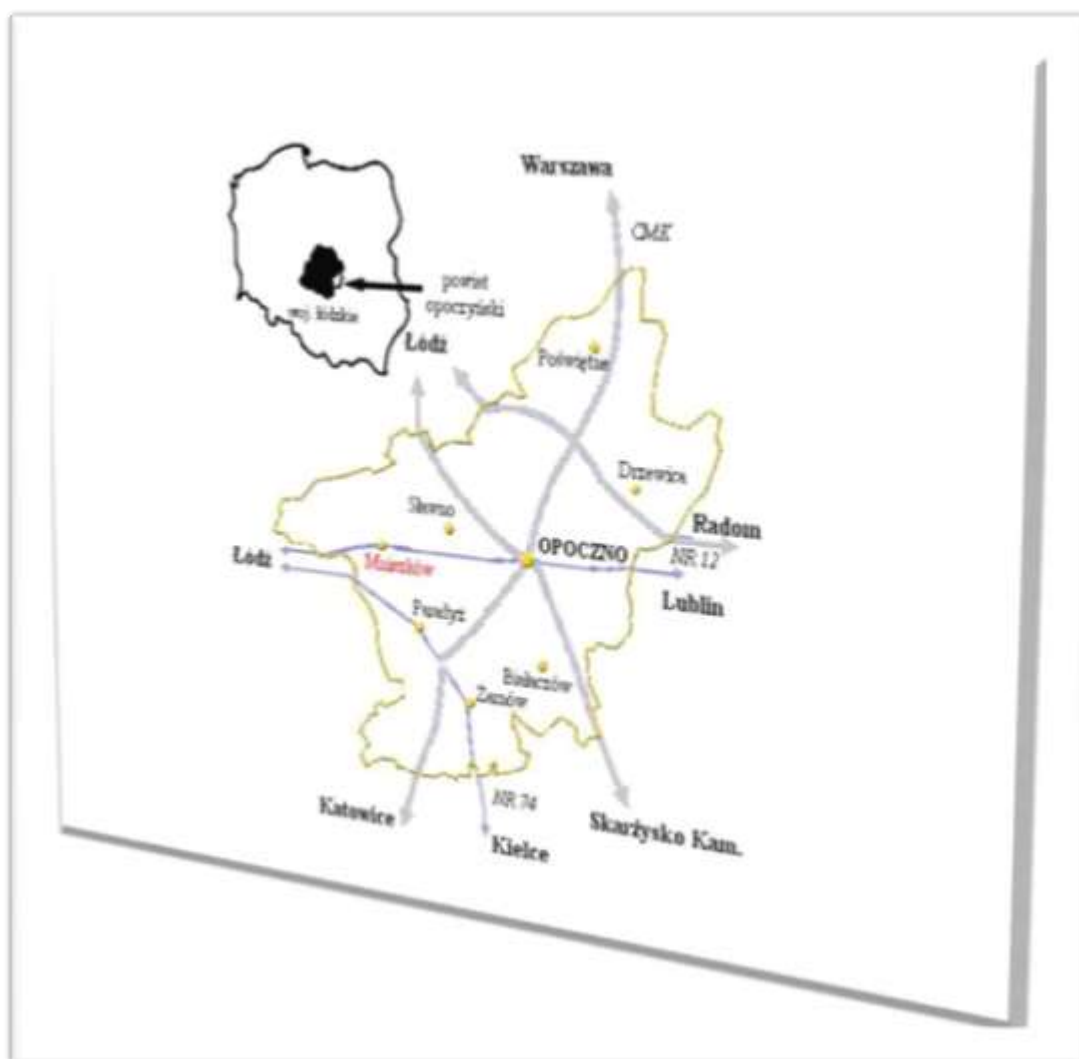 Warszawa
CMK
powiat
opoczyński
woj. łódzkie
Łódź
Poświętne
Drzewica
Sławno
Radom
OPOCZNO
NR 12
Łódź
Mniszków
Lublin
Paradyż
Białaczów
Żarnów
NR 74
Katowice
Skarżysko Kam.
Kielce